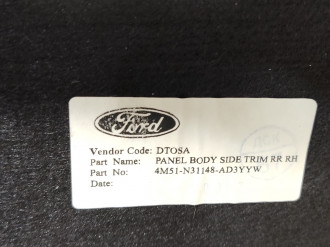 Ford
Vendor Code: DTOSA
Part Name: PANEL BODY SIDE TRIM RR RH
Part No: 4M51-N31148-AD3YYW
Date: